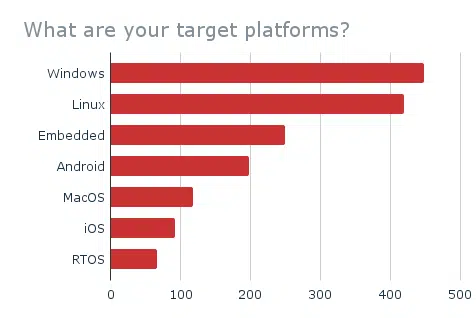 What are your target platforms?
Windows
Linux
Embedded
Android
MacOS
iOS
RTOS
0 100 200 300 400 500